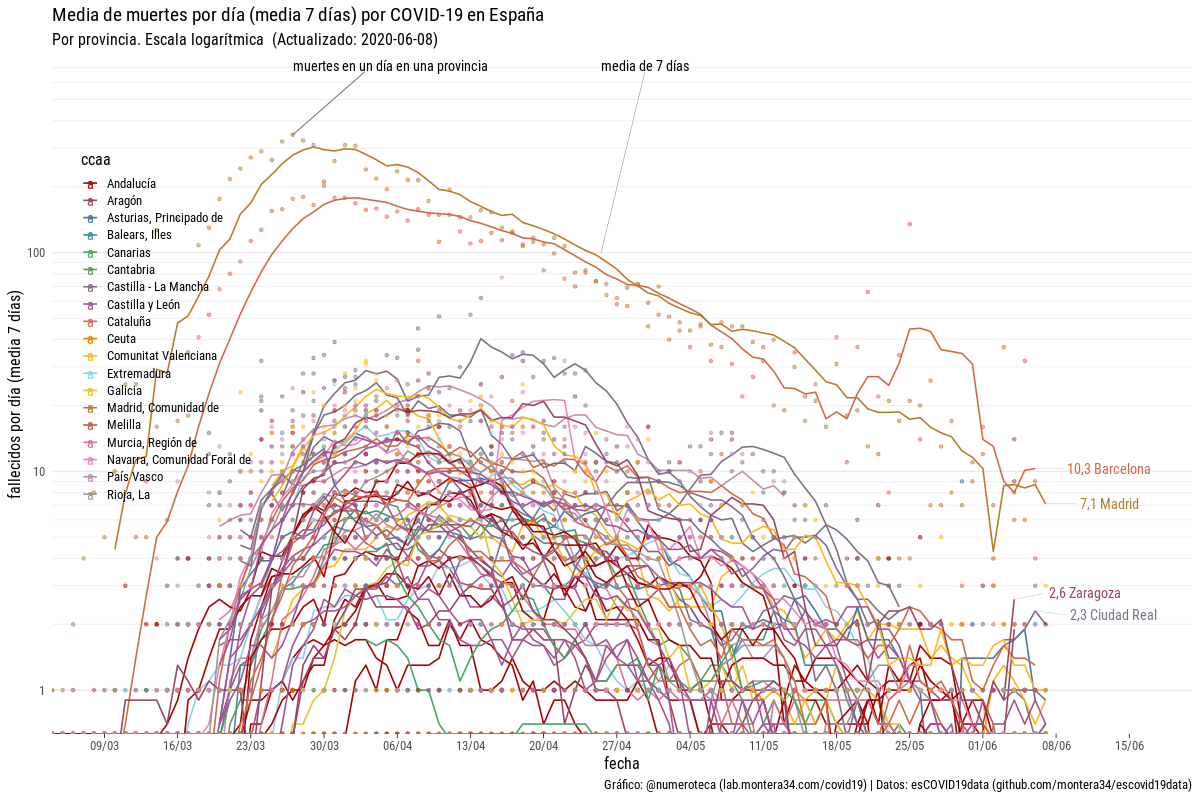 Media de muertes por día (media 7 días) por COVID-19 en España
Por provincia. Escala logarítmica (Actualizado: 2020-06-08)
muertes en un día en una provincia
media de 7 días
ccaa
Andalucía
Aragón
Asturias, Principado de
Balears, Illes
Canarias
Cantabria
Castilla - La Mancha
Castilla y León
Cataluña
Ceuta
Comunitat Valenciana
Extremadura
Galicia
Madrid, Comunidad de
Melilla
Murcia, Región de
Navarra, Comunidad Foral de
País Vasco
Rioja, La
fallecidos por día (media 7 días)
100
10
1
10,3 Barcelona
7,1 Madrid
2,6 Zaragoza
2,3 Ciudad Real
09/03 16/03 23/03 30/03 06/04 13/04 20/04 27/04 04/05 11/05 18/05 25/05 01/06 08/06 15/06
fecha
Gráfico: @numeroteca (lab.montera34.com/covid19) | Datos: esCOVID19data (github.com/montera34/escovid19data)